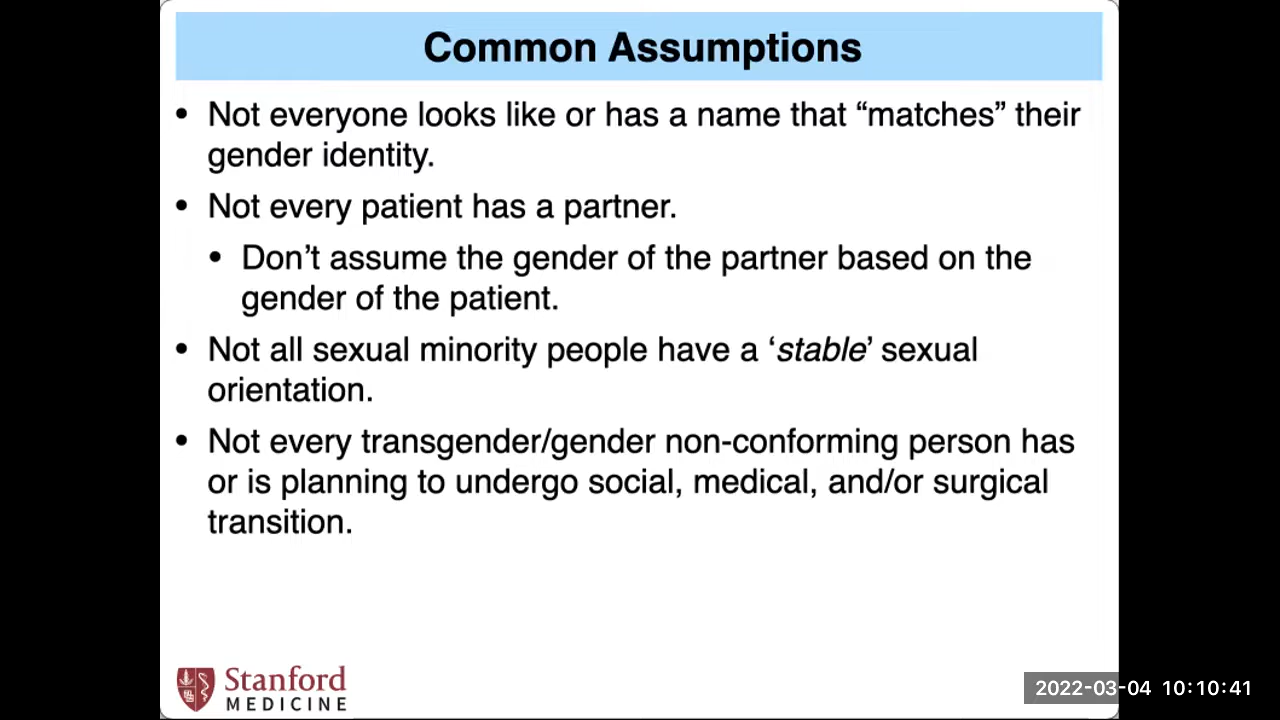 Common Assumptions
• Not everyone looks like or has a name that “matches” their
gender identity.
• Not every patient has a partner.
• Don’t assume the gender of the partner based on the
gender of the patient.
• Not all sexual minority people have a ‘stable’ sexual
orientation.
• Not every transgender/gender non-conforming person has
or is planning to undergo social, medical, and/or surgical
transition.
Stanford
MEDICINE
2022-03-04 10:10:41